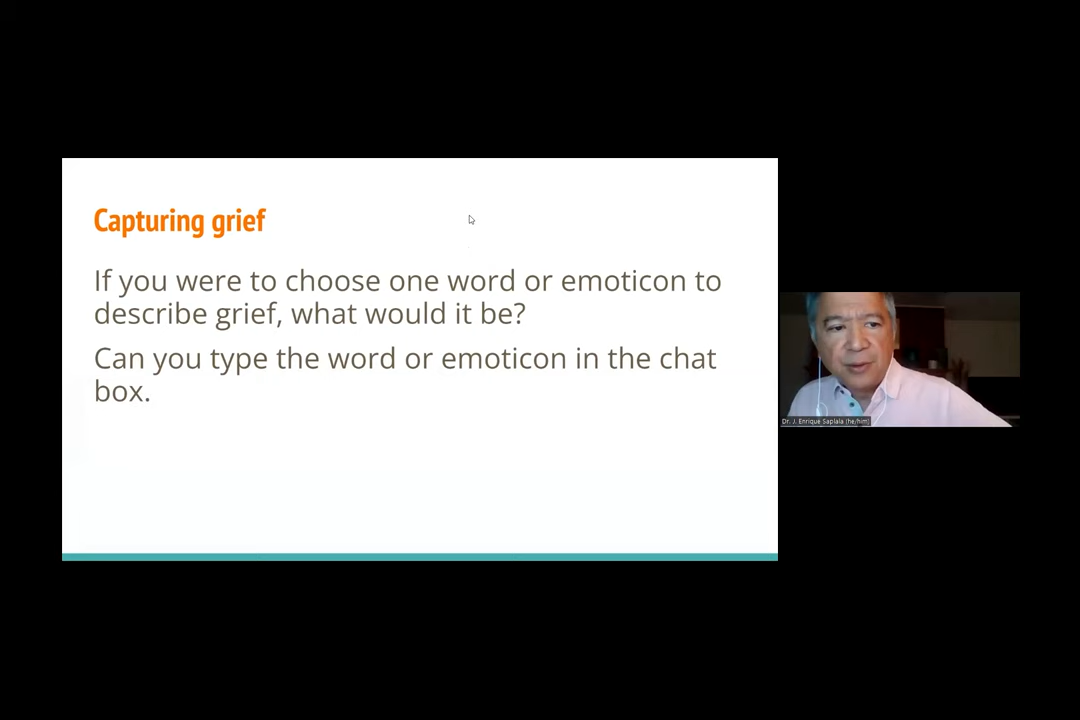 Capturing grief
If you were to choose one word or emoticon to
describe grief, what would it be?
Can you type the word or emoticon in the chat
box.
Dr. J. Enrique Saplala (he/him)